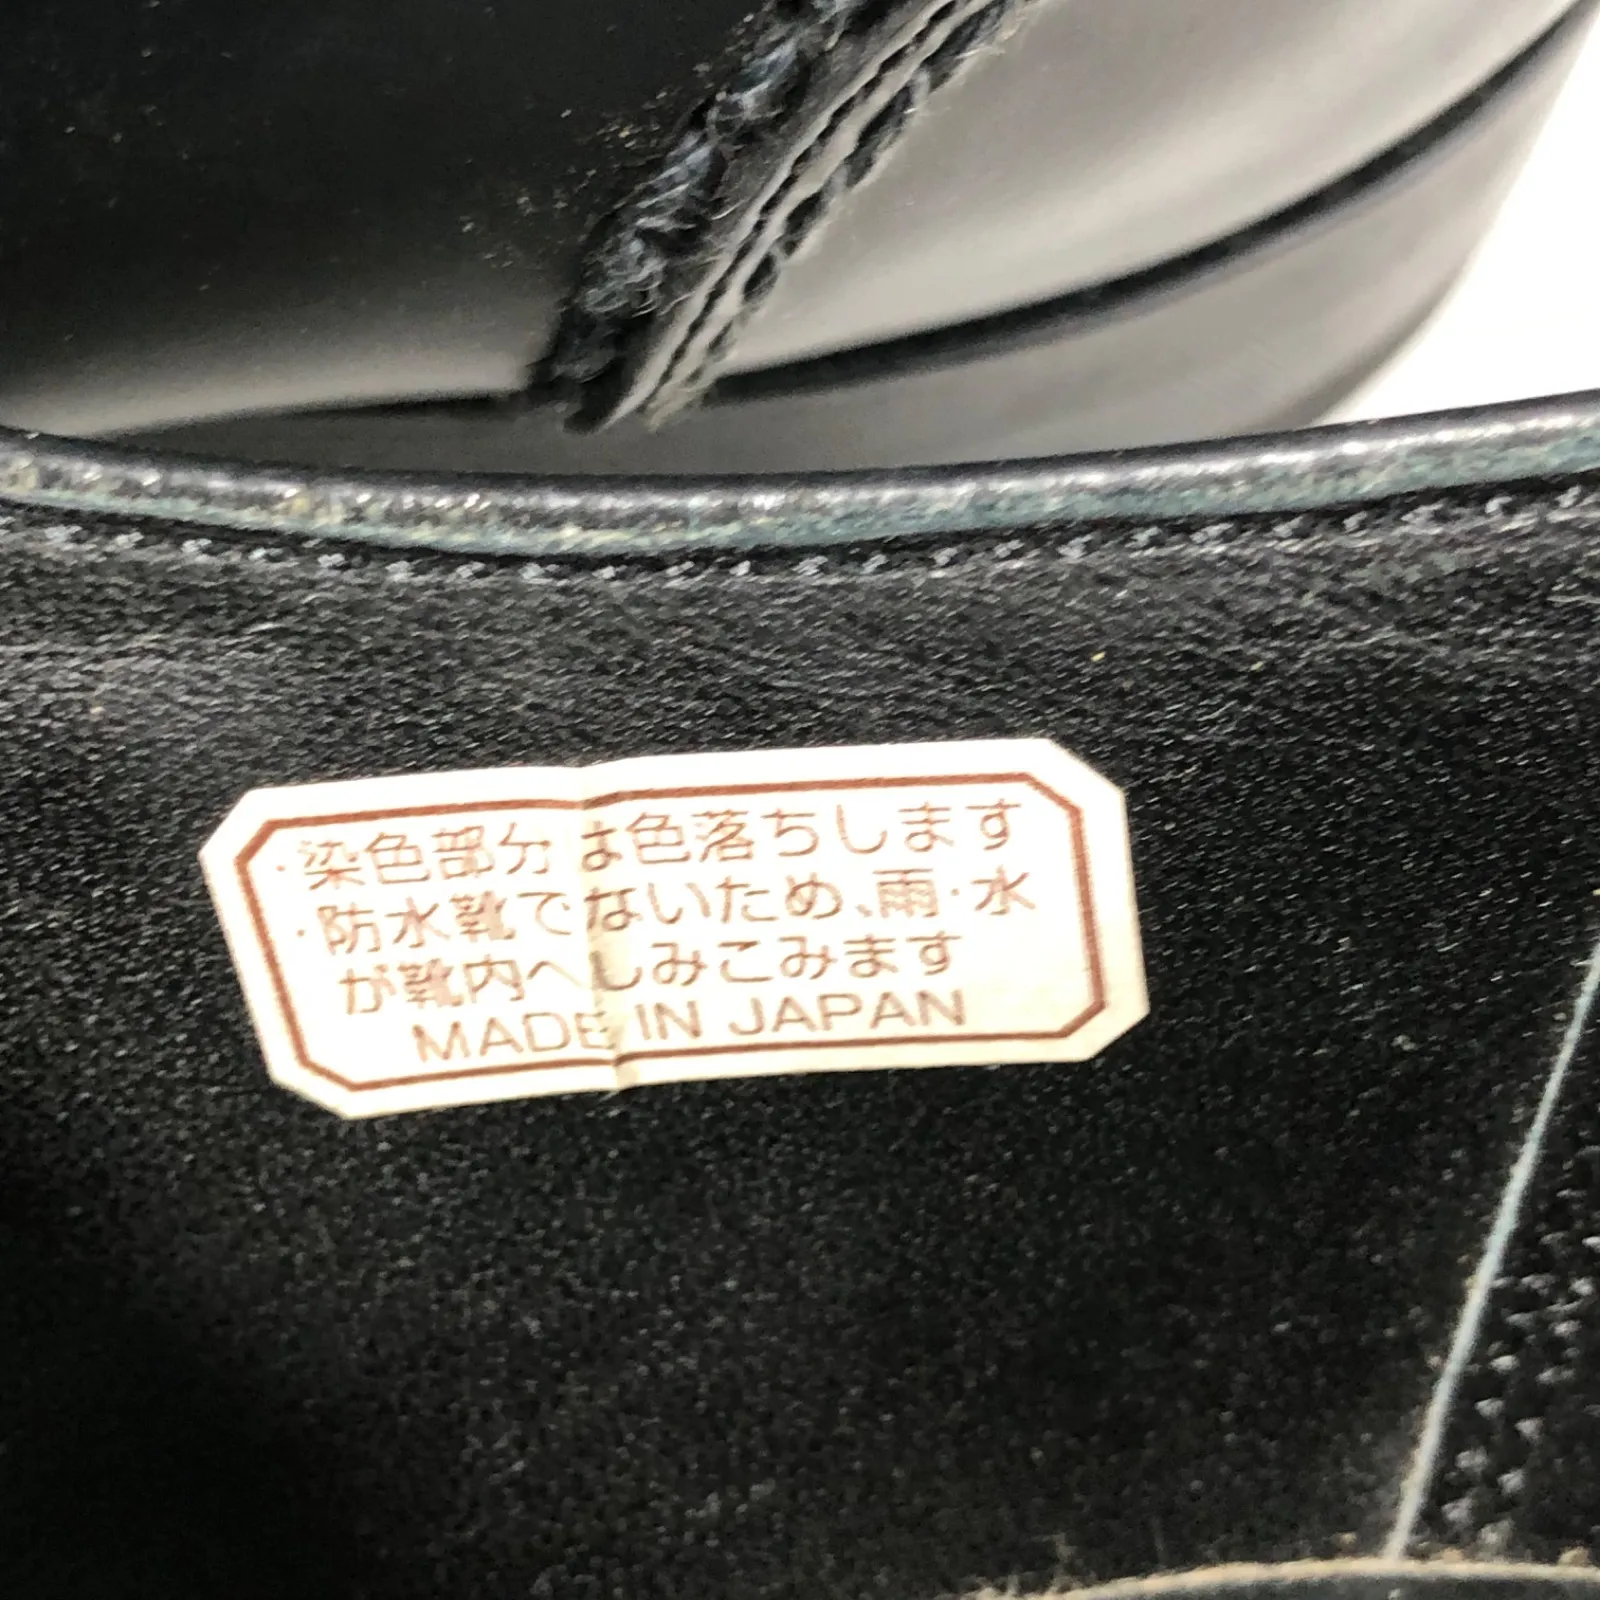 ・染色部分は色落ちします
・防水靴でないため、雨・水
が靴内へしみこみます
MADE IN JAPAN